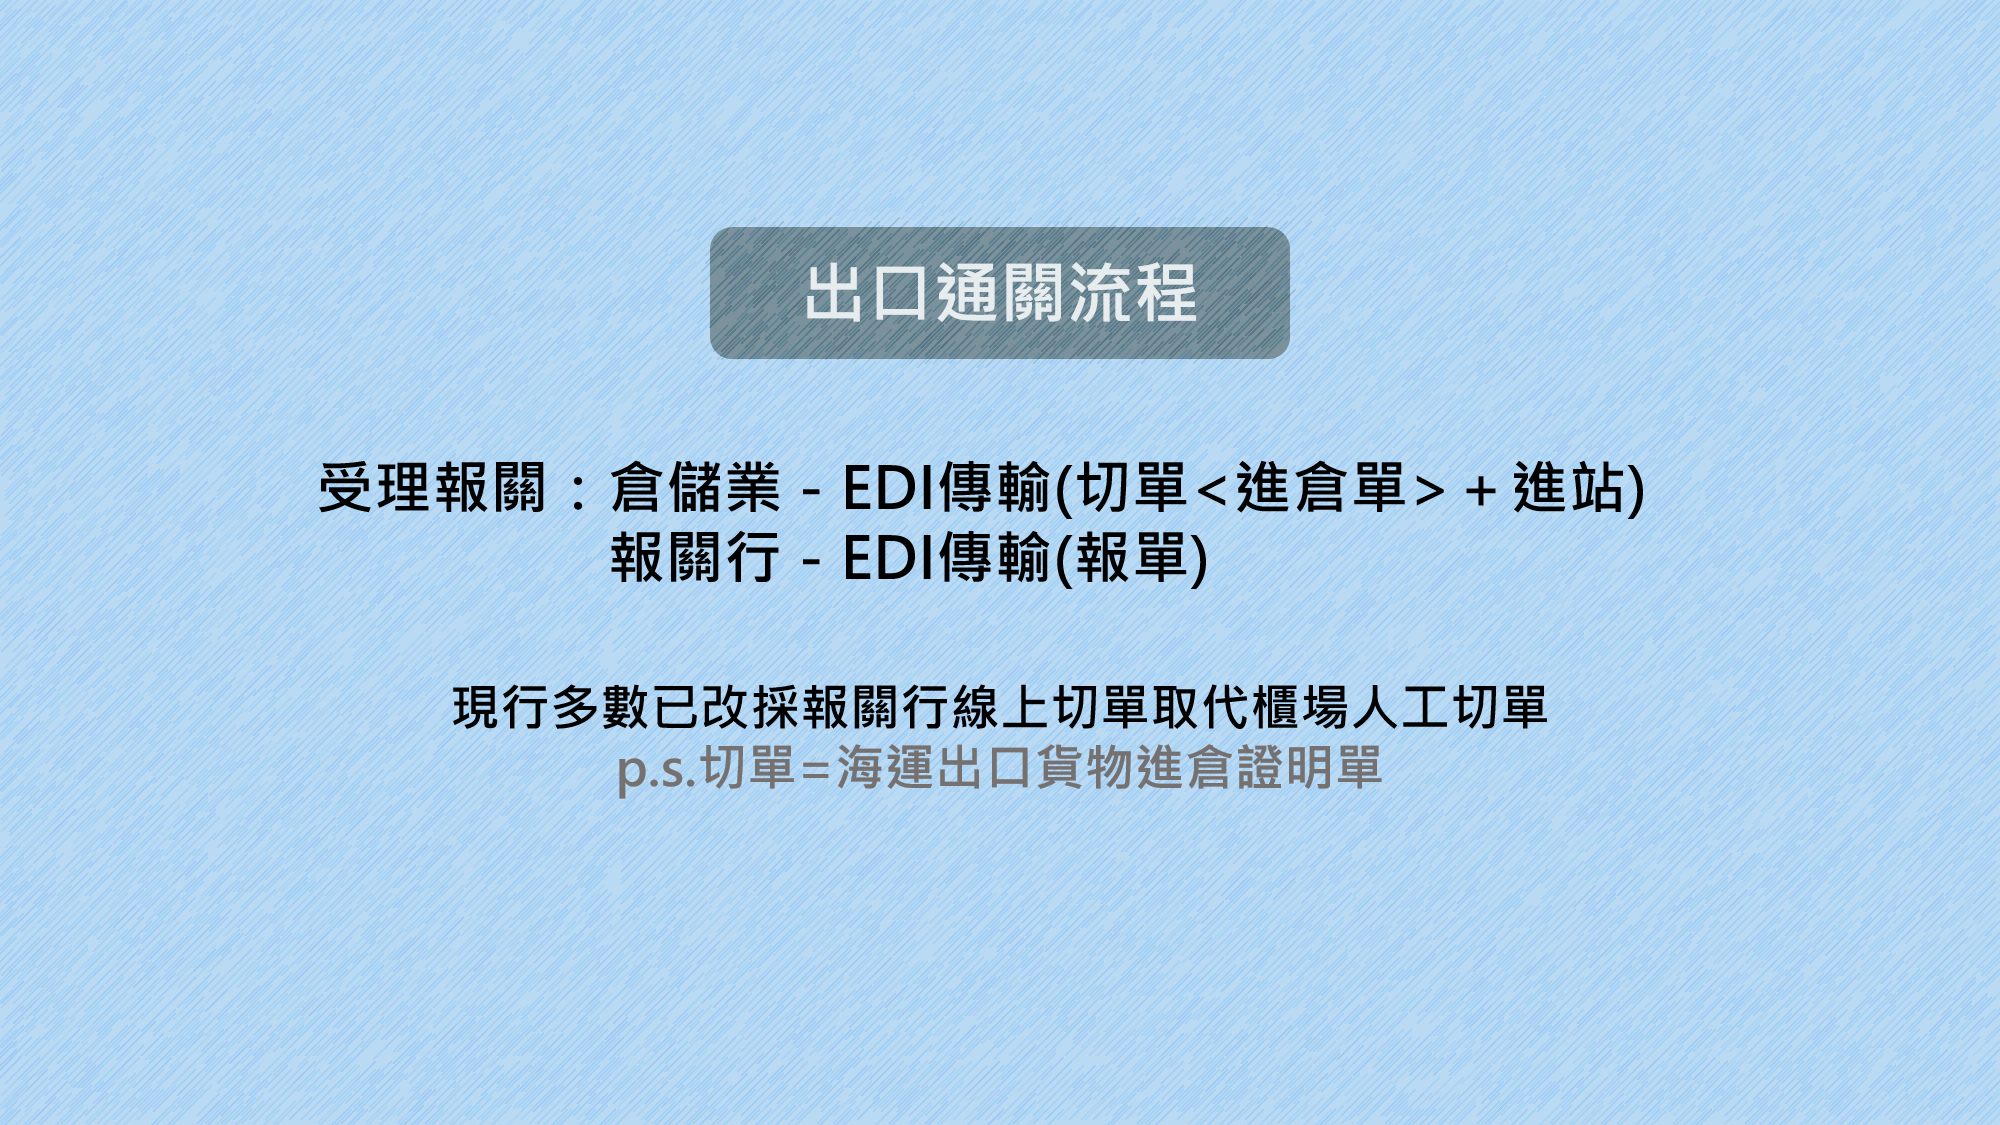 出口通關流程
受理報關：倉儲業 - EDI傳輸(切單<進倉單> + 進站)
報關行 - EDI傳輸(報單)
現行多數已改採報關行線上切單取代櫃場人工切單
p.s.切單=海運出口貨物進倉證明單